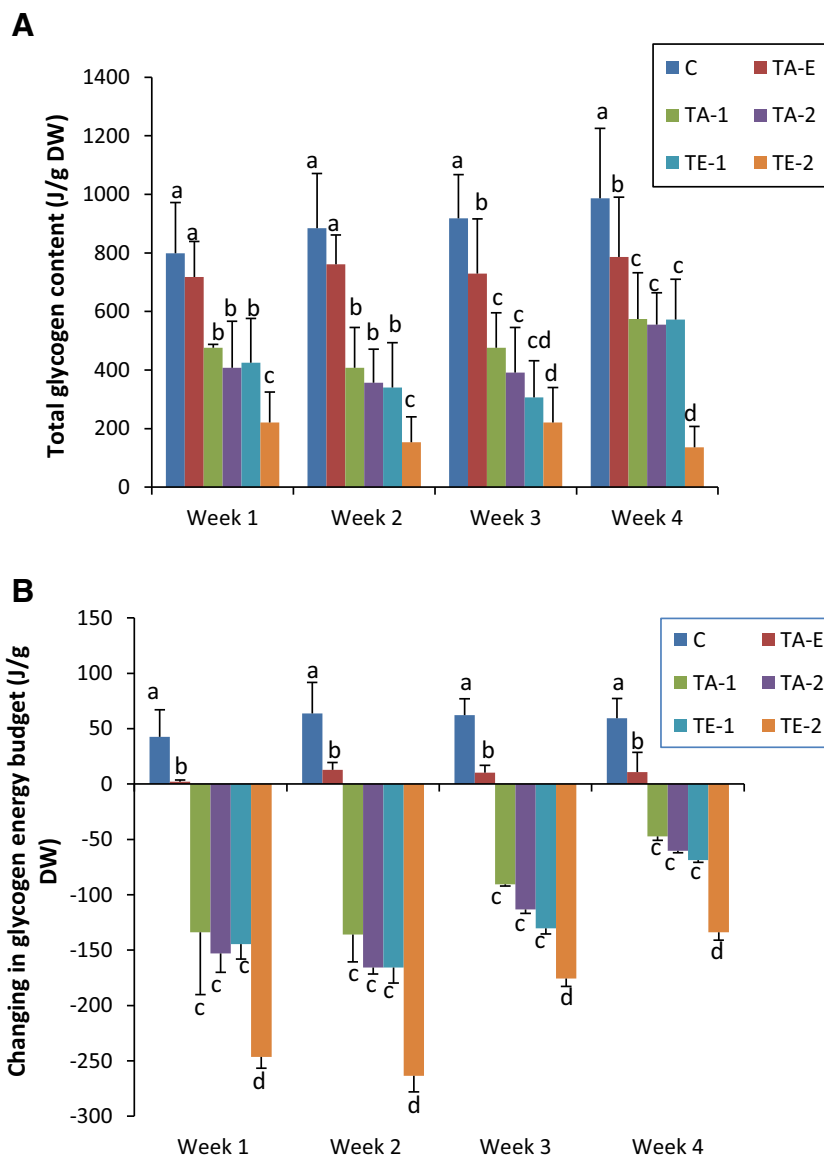 A
C TA-E
TA-1 TA-2
TE-1 TE-2
Total glycogen content (J/g DW)
1400
1200
1000
800
600
400
200
0
a a b b b c
a a b b b c
a b c c cd d
a b c c c d
Week 1 Week 2 Week 3 Week 4
B
C TA-E
TA-1 TA-2
TE-1 TE-2
Changing in glycogen energy budget (J/g
DW)
150
100
50
0
-50
-100
-150
-200
-250
-300
a b c c c d
a b c c c d
a b c c c d
a b c c c d
Week 1 Week 2 Week 3 Week 4